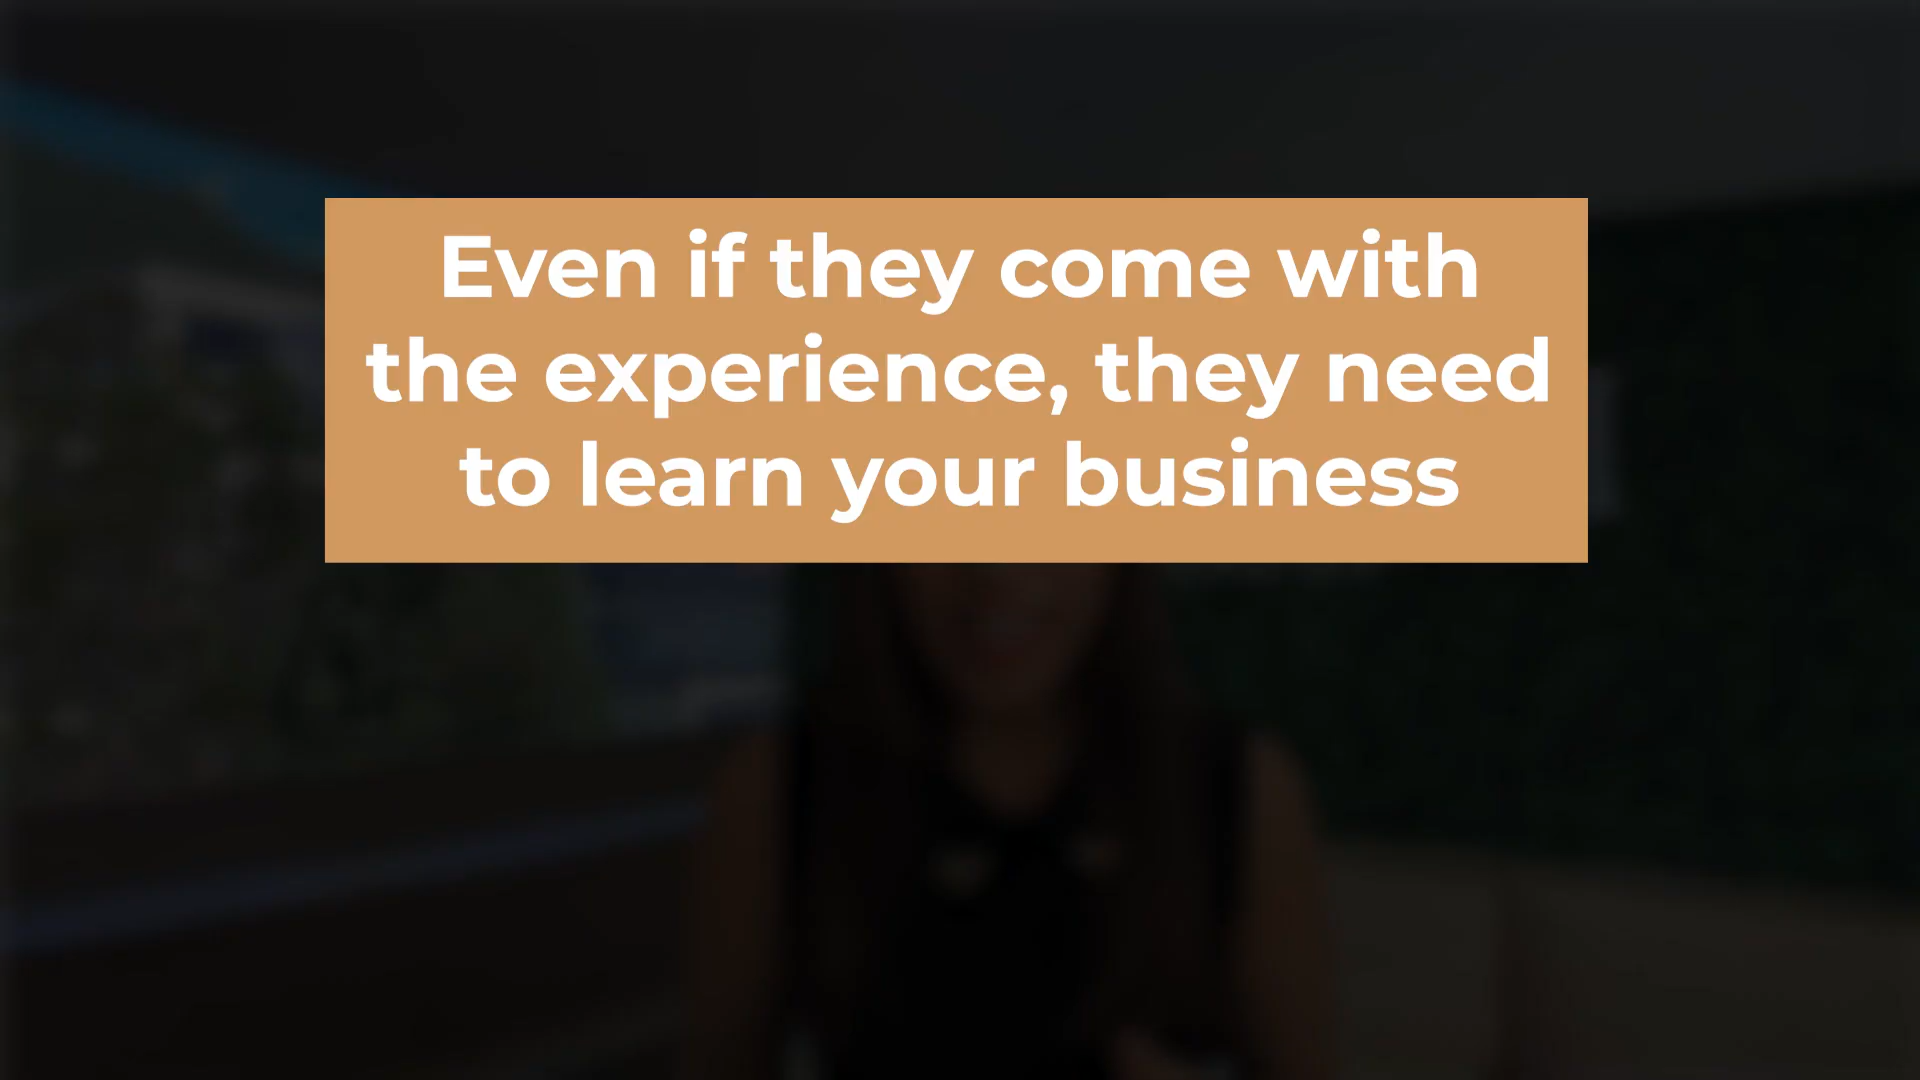 Even if they come with
the experience, they need
to learn your business